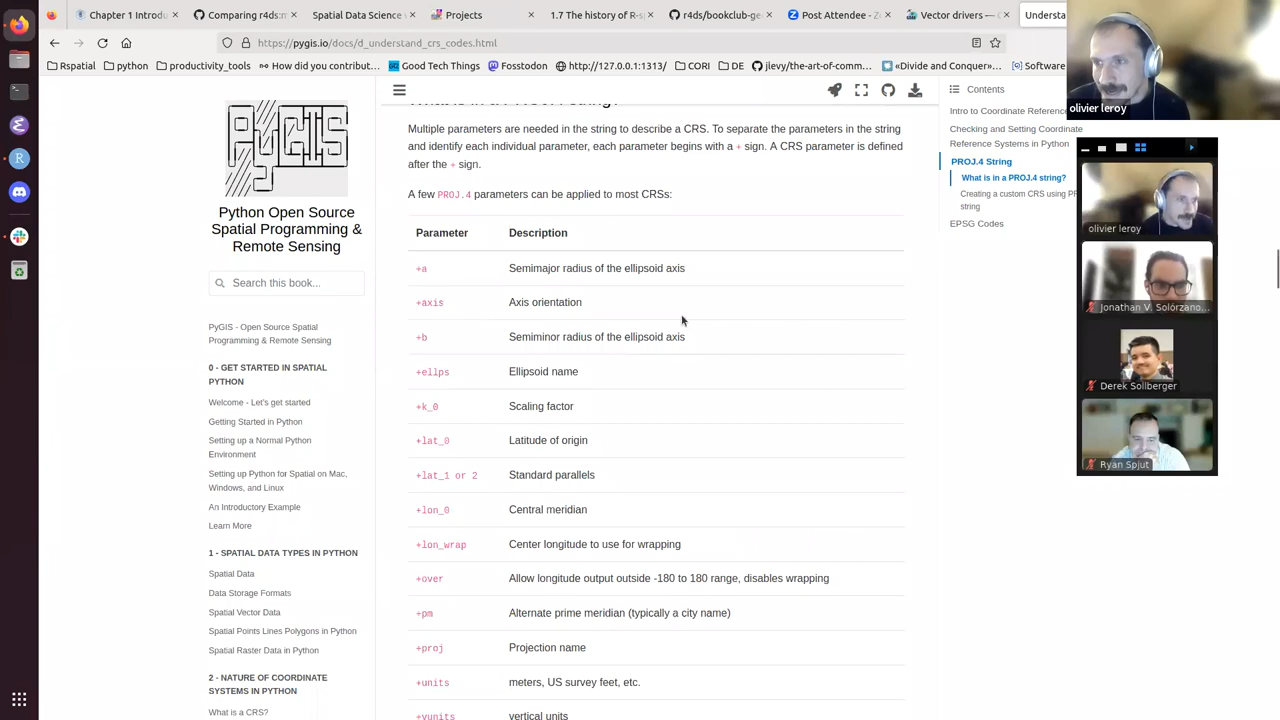 Chapter 1 Introdu
Comparing r4ds:m
Spatial Data Science
Projects
1.7 The history of R-s
r4ds/bookclub-ge
Post Attendee - Z
Vector drivers — C
Understa
https://pygis.io/docs/d_understand_crs_codes.html
Rspatial
python
productivity_tools
How did you contribut...
Good Tech Things
Fosstodon
http://127.0.0.1:1313/
CORI
DE
jlevy/the-art-of-comm...
«Divide and Conquer»...
Software
olivier leroy
Python Open Source
Spatial Programming &
Remote Sensing
Search this book...
PyGIS - Open Source Spatial
Programming & Remote Sensing
0 - GET STARTED IN SPATIAL
PYTHON
Welcome - Let's get started
Getting Started in Python
Setting up a Normal Python
Environment
Setting up Python for Spatial on Mac,
Windows, and Linux
An Introductory Example
Learn More
1 - SPATIAL DATA TYPES IN PYTHON
Spatial Data
Data Storage Formats
Spatial Vector Data
Spatial Points Lines Polygons in Python
Spatial Raster Data in Python
2 - NATURE OF COORDINATE
SYSTEMS IN PYTHON
What is a CRS?
Multiple parameters are needed in the string to describe a CRS. To separate the parameters in the string
and identify each individual parameter, each parameter begins with a + sign. A CRS parameter is defined
after the + sign.
A few PROJ.4 parameters can be applied to most CRSs:
Parameter Description
+a Semimajor radius of the ellipsoid axis
+axis Axis orientation
+b Semiminor radius of the ellipsoid axis
+ellps Ellipsoid name
+k_0 Scaling factor
+lat_0 Latitude of origin
+lat_1 or 2 Standard parallels
+lon_0 Central meridian
+lon_wrap Center longitude to use for wrapping
+over Allow longitude output outside -180 to 180 range, disables wrapping
+pm Alternate prime meridian (typically a city name)
+proj Projection name
+units meters, US survey feet, etc.
+vunits vertical units
Contents
Intro to Coordinate Reference
Checking and Setting Coordinate
Reference Systems in Python
PROJ.4 String
What is in a PROJ.4 string?
Creating a custom CRS using PR
string
EPSG Codes
olivier leroy
Jonathan V. Solórzano...
Derek Sollberger
Ryan Spjut